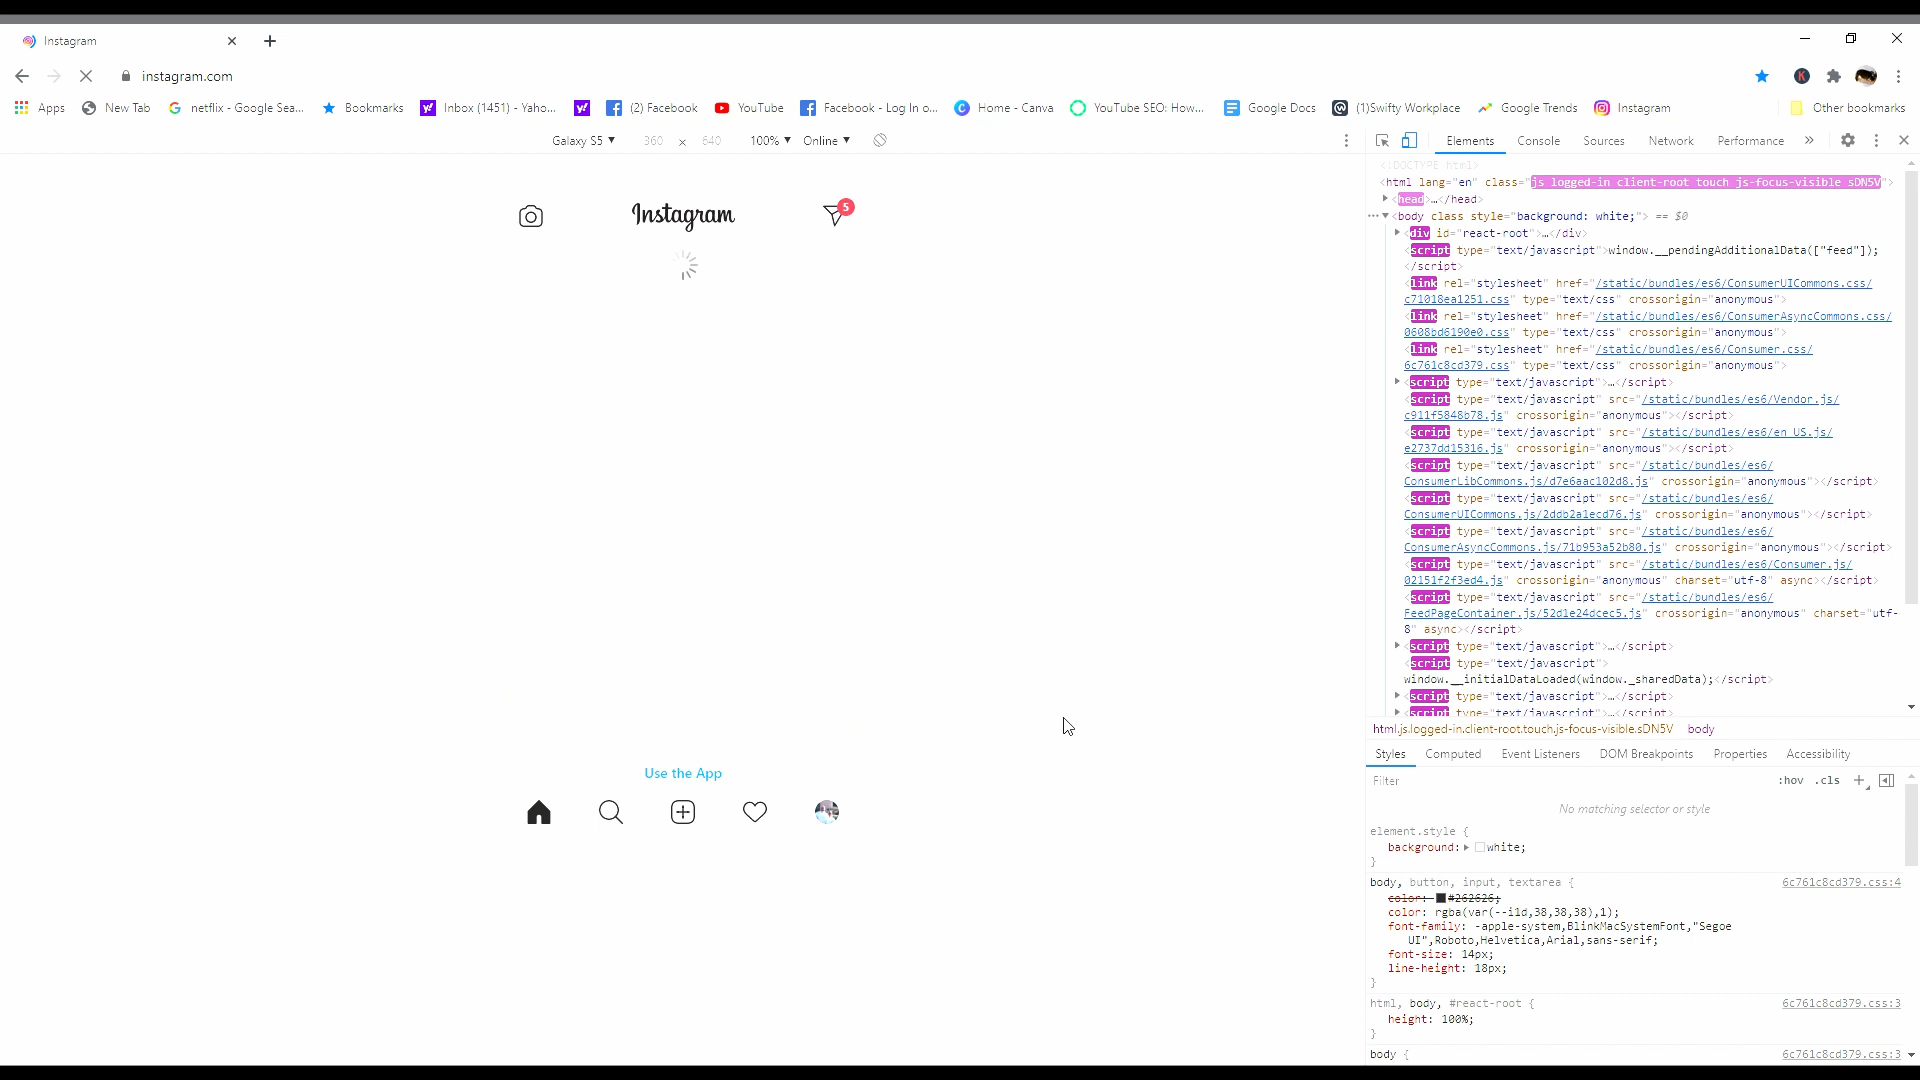 Instagram
instagram.com
Apps New Tab netflix - Google Sea... Bookmarks Inbox (1451) - Yaho... (2) Facebook YouTube Facebook - Log In o... Home - Canva YouTube SEO: How... Google Docs (1)Swifty Workplace Google Trends Instagram Other bookmarks
Galaxy S5 360 x 640 100% Online
Elements Console Sources Network Performance »
Instagram
5
Use the App
<!DOCTYPE html>
<html lang="en" class="js logged-in client-root touch js-focus-visible sDN5V">
<head>…</head>
<body class style="background: white;"> == $0
<div id="react-root">…</div>
<script type="text/javascript">window.__pendingAdditionalData(["feed"]);
</script>
<link rel="stylesheet" href="/static/bundles/es6/ConsumerUICommons.css/
c71018ea1251.css" type="text/css" crossorigin="anonymous">
<link rel="stylesheet" href="/static/bundles/es6/ConsumerAsyncCommons.css/
0608bd6190e0.css" type="text/css" crossorigin="anonymous">
<link rel="stylesheet" href="/static/bundles/es6/Consumer.css/
6c761c8cd379.css" type="text/css" crossorigin="anonymous">
<script type="text/javascript">…</script>
<script type="text/javascript" src="/static/bundles/es6/Vendor.js/
c911f5848b78.js" crossorigin="anonymous"></script>
<script type="text/javascript" src="/static/bundles/es6/en_US.js/
e2737dd15316.js" crossorigin="anonymous"></script>
<script type="text/javascript" src="/static/bundles/es6/
ConsumerLibCommons.js/d7e6aac102d8.js" crossorigin="anonymous"></script>
<script type="text/javascript" src="/static/bundles/es6/
ConsumerUICommons.js/2ddb2a1ecd76.js" crossorigin="anonymous"></script>
<script type="text/javascript" src="/static/bundles/es6/
ConsumerAsyncCommons.js/71b953a52b80.js" crossorigin="anonymous"></script>
<script type="text/javascript" src="/static/bundles/es6/Consumer.js/
02151f2f3ed4.js" crossorigin="anonymous" charset="utf-8" async></script>
<script type="text/javascript" src="/static/bundles/es6/
FeedPageContainer.js/52d1e24dcec5.js" crossorigin="anonymous" charset="utf-
8" async></script>
<script type="text/javascript">…</script>
<script type="text/javascript">
window.__initialDataLoaded(window._sharedData);</script>
<script type="text/javascript">…</script>
<script type="text/javascript">…</script>
html.js.logged-in.client-root.touch.js-focus-visible.sDN5V body
Styles Computed Event Listeners DOM Breakpoints Properties Accessibility
Filter :hov .cls +
No matching selector or style
element.style {
background: white;
}
body, button, input, textarea { 6c761c8cd379.css:4
color: #262626;
color: rgba(var(--i1d,38,38,38),1);
font-family: -apple-system,BlinkMacSystemFont,"Segoe
UI",Roboto,Helvetica,Arial,sans-serif;
font-size: 14px;
line-height: 18px;
}
html, body, #react-root { 6c761c8cd379.css:3
height: 100%;
}
body { 6c761c8cd379.css:3